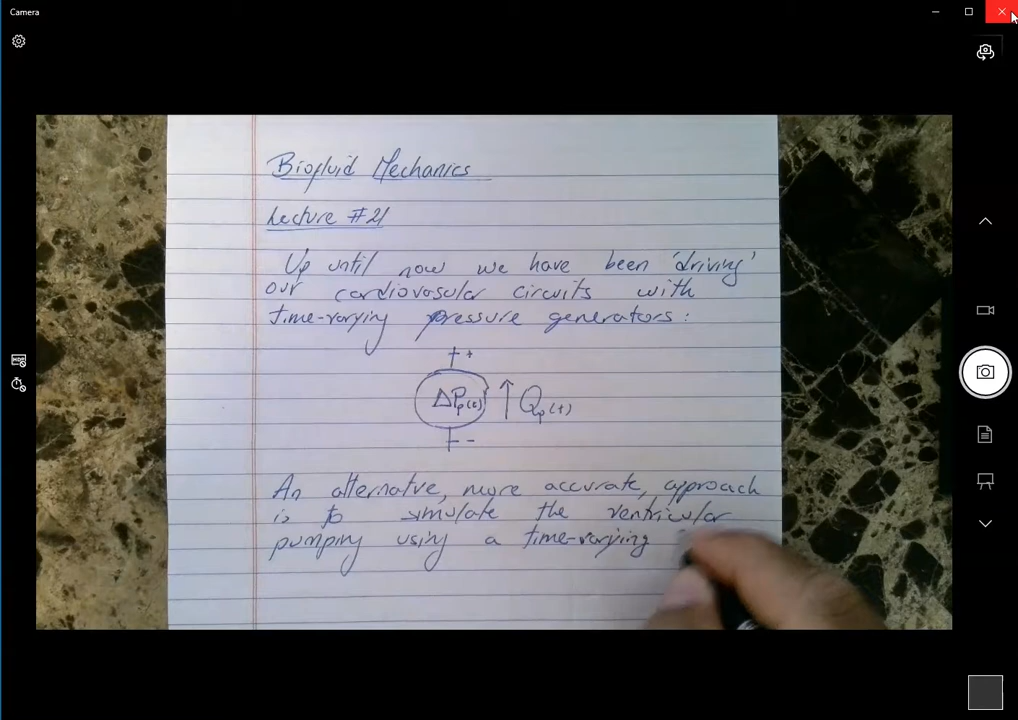 Camera
Biofluid Mechanics
Lecture #21
Up until now we have been 'driving'
our cardiovascular circuits with
time-varying pressure generators:
+
ΔPp(t) ↑ Qp(t)
-
An alternatve, more accurate, approach
is to simulate the ventricular
pumping using a time-varying